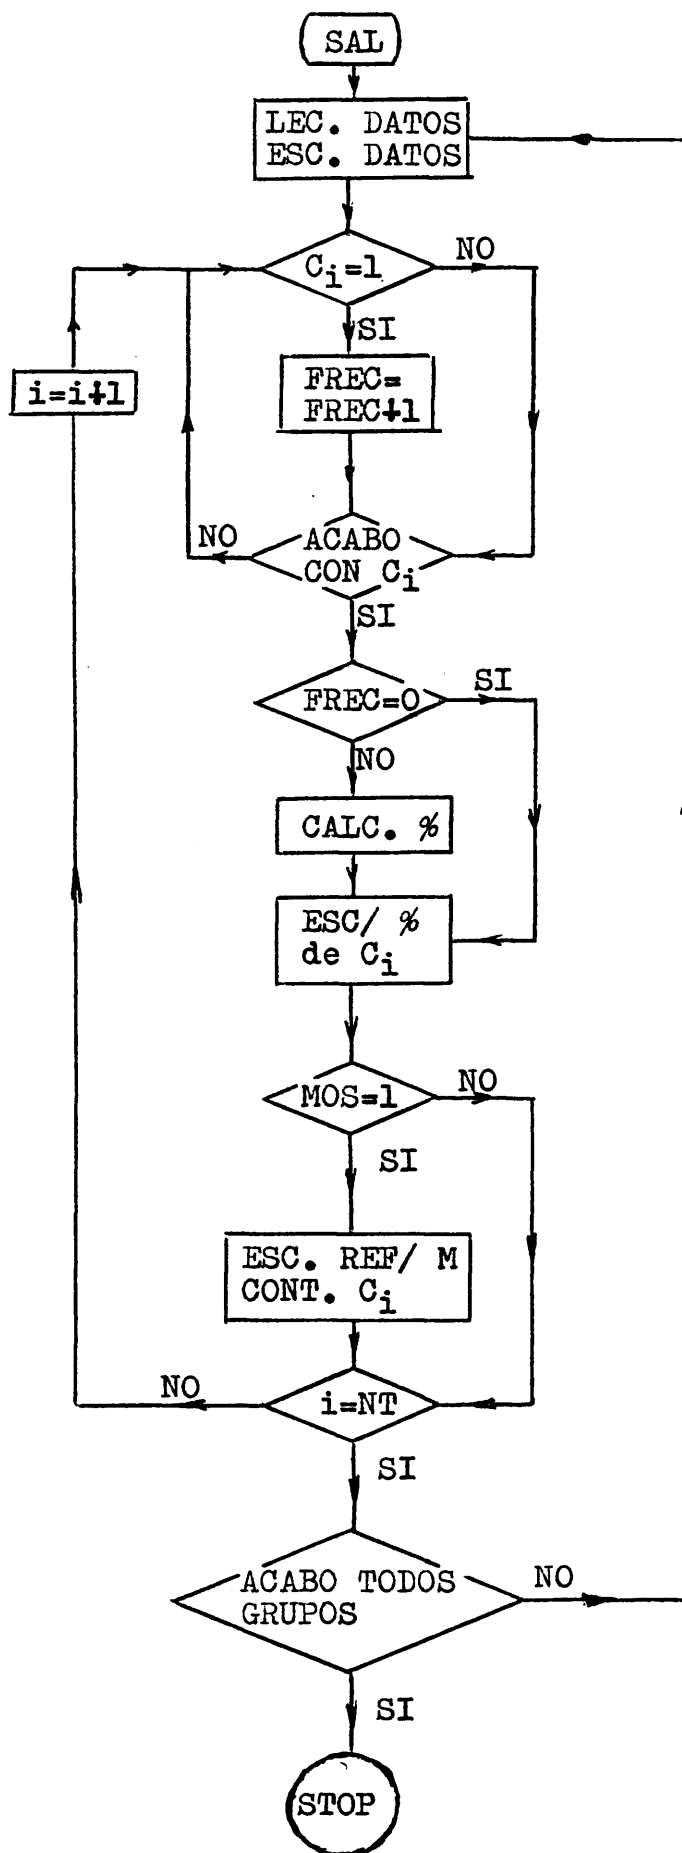 SAL
LEC. DATOS
ESC. DATOS
Ci=1
NO
SI
i=i+1
FREC=
FREC+1
NO
ACABO
CON Ci
SI
FREC=0
SI
NO
CALC. %
ESC/ %
de Ci
MOS=1
NO
SI
ESC. REF/ M
CONT. Ci
NO
i=NT
SI
ACABO TODOS
GRUPOS
NO
SI
STOP